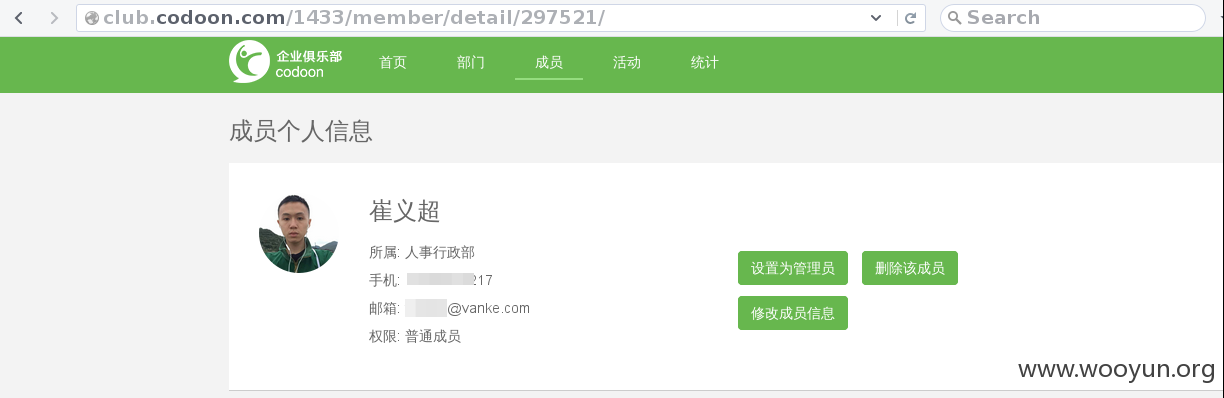 club.codoon.com/1433/member/detail/297521/
Search
企业俱乐部
codoon
首页 部门 成员 活动 统计
成员个人信息
崔义超
所属: 人事行政部
手机: 217
邮箱: @vanke.com
权限: 普通成员
设置为管理员 删除该成员
修改成员信息
www.wooyun.org